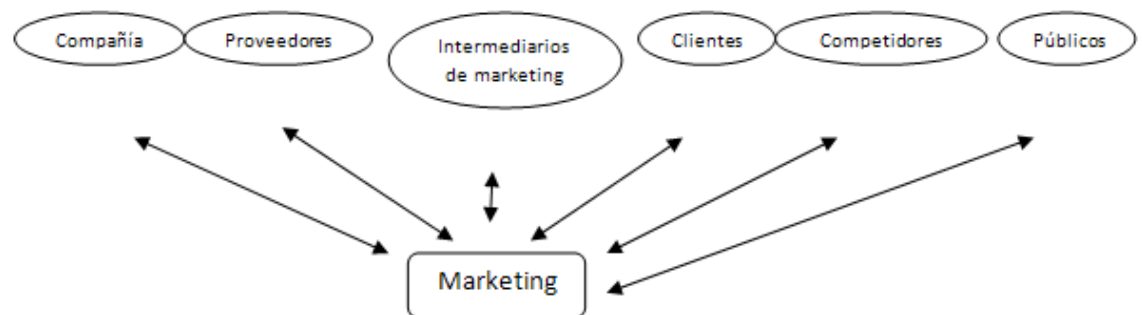 Compañía
Proveedores
Intermediarios
de marketing
Clientes
Competidores
Públicos
Marketing